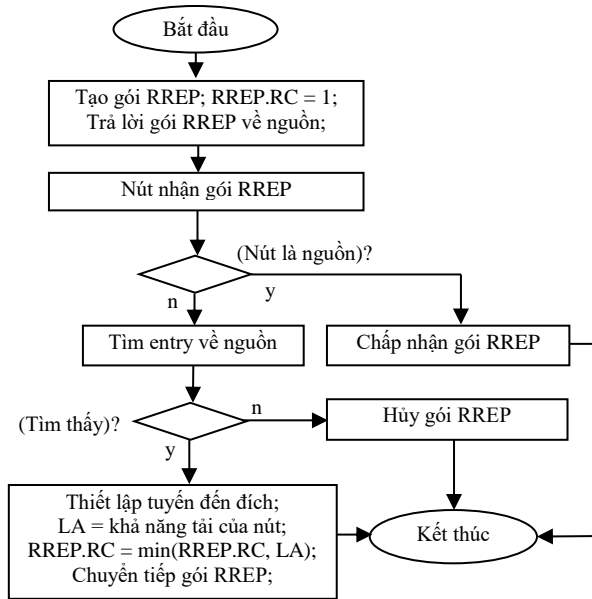 Bắt đầu
Tạo gói RREP; RREP.RC = 1;
Trả lời gói RREP về nguồn;
Nút nhận gói RREP
(Nút là nguồn)?
n
y
Tìm entry về nguồn
Chấp nhận gói RREP
(Tìm thấy)?
n
y
Hủy gói RREP
Thiết lập tuyến đến đích;
LA = khả năng tải của nút;
RREP.RC = min(RREP.RC, LA);
Chuyển tiếp gói RREP;
Kết thúc